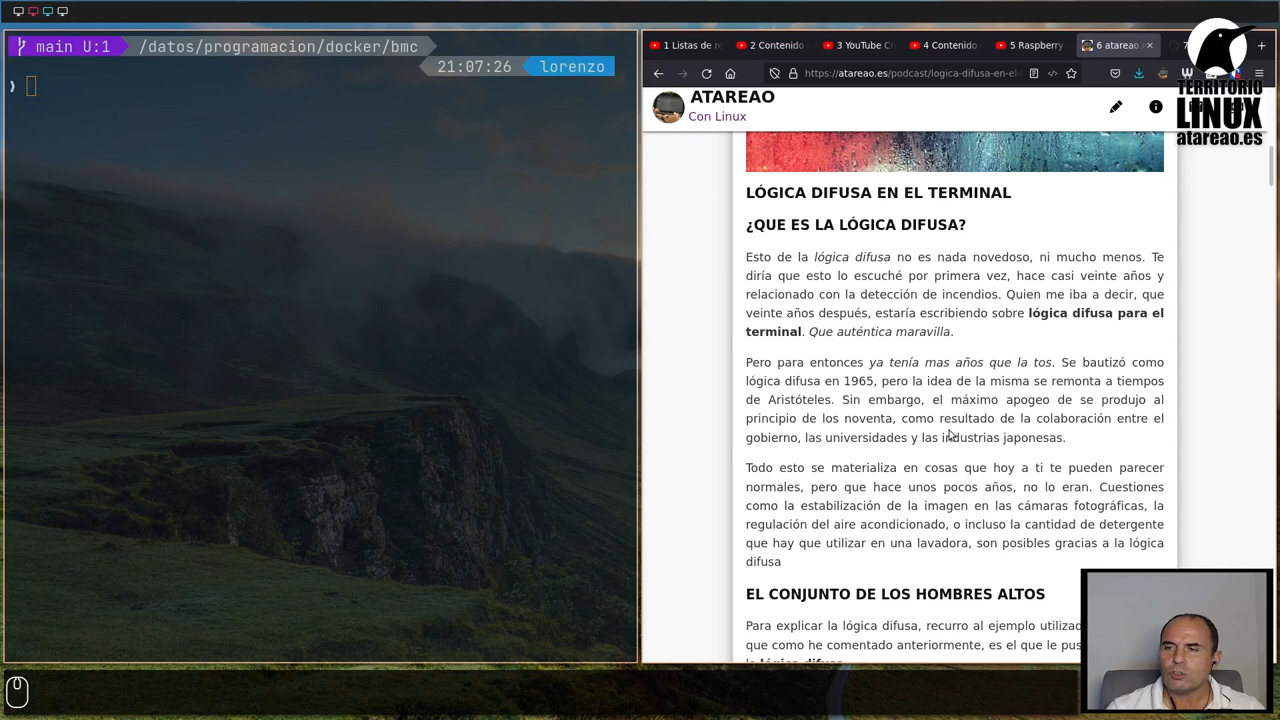 main U:1 /datos/programacion/docker/bmc
21:07:26 lorenzo
1 Listas de re
2 Contenido
3 YouTube C
4 Contenido
5 Raspberry
6 atareao.
7
https://atareao.es/podcast/logica-difusa-en-el
ATAREAO
Con Linux
TERRITORIO
LINUX
atareao.es
LÓGICA DIFUSA EN EL TERMINAL
¿QUE ES LA LÓGICA DIFUSA?
Esto de la lógica difusa no es nada novedoso, ni mucho menos. Te
diría que esto lo escuché por primera vez, hace casi veinte años y
relacionado con la detección de incendios. Quien me iba a decir, que
veinte años después, estaría escribiendo sobre lógica difusa para el
terminal. Que auténtica maravilla.
Pero para entonces ya tenía mas años que la tos. Se bautizó como
lógica difusa en 1965, pero la idea de la misma se remonta a tiempos
de Aristóteles. Sin embargo, el máximo apogeo de se produjo al
principio de los noventa, como resultado de la colaboración entre el
gobierno, las universidades y las industrias japonesas.
Todo esto se materializa en cosas que hoy a ti te pueden parecer
normales, pero que hace unos pocos años, no lo eran. Cuestiones
como la estabilización de la imagen en las cámaras fotográficas, la
regulación del aire acondicionado, o incluso la cantidad de detergente
que hay que utilizar en una lavadora, son posibles gracias a la lógica
difusa
EL CONJUNTO DE LOS HOMBRES ALTOS
Para explicar la lógica difusa, recurro al ejemplo utilizad
que como he comentado anteriormente, es el que le pus